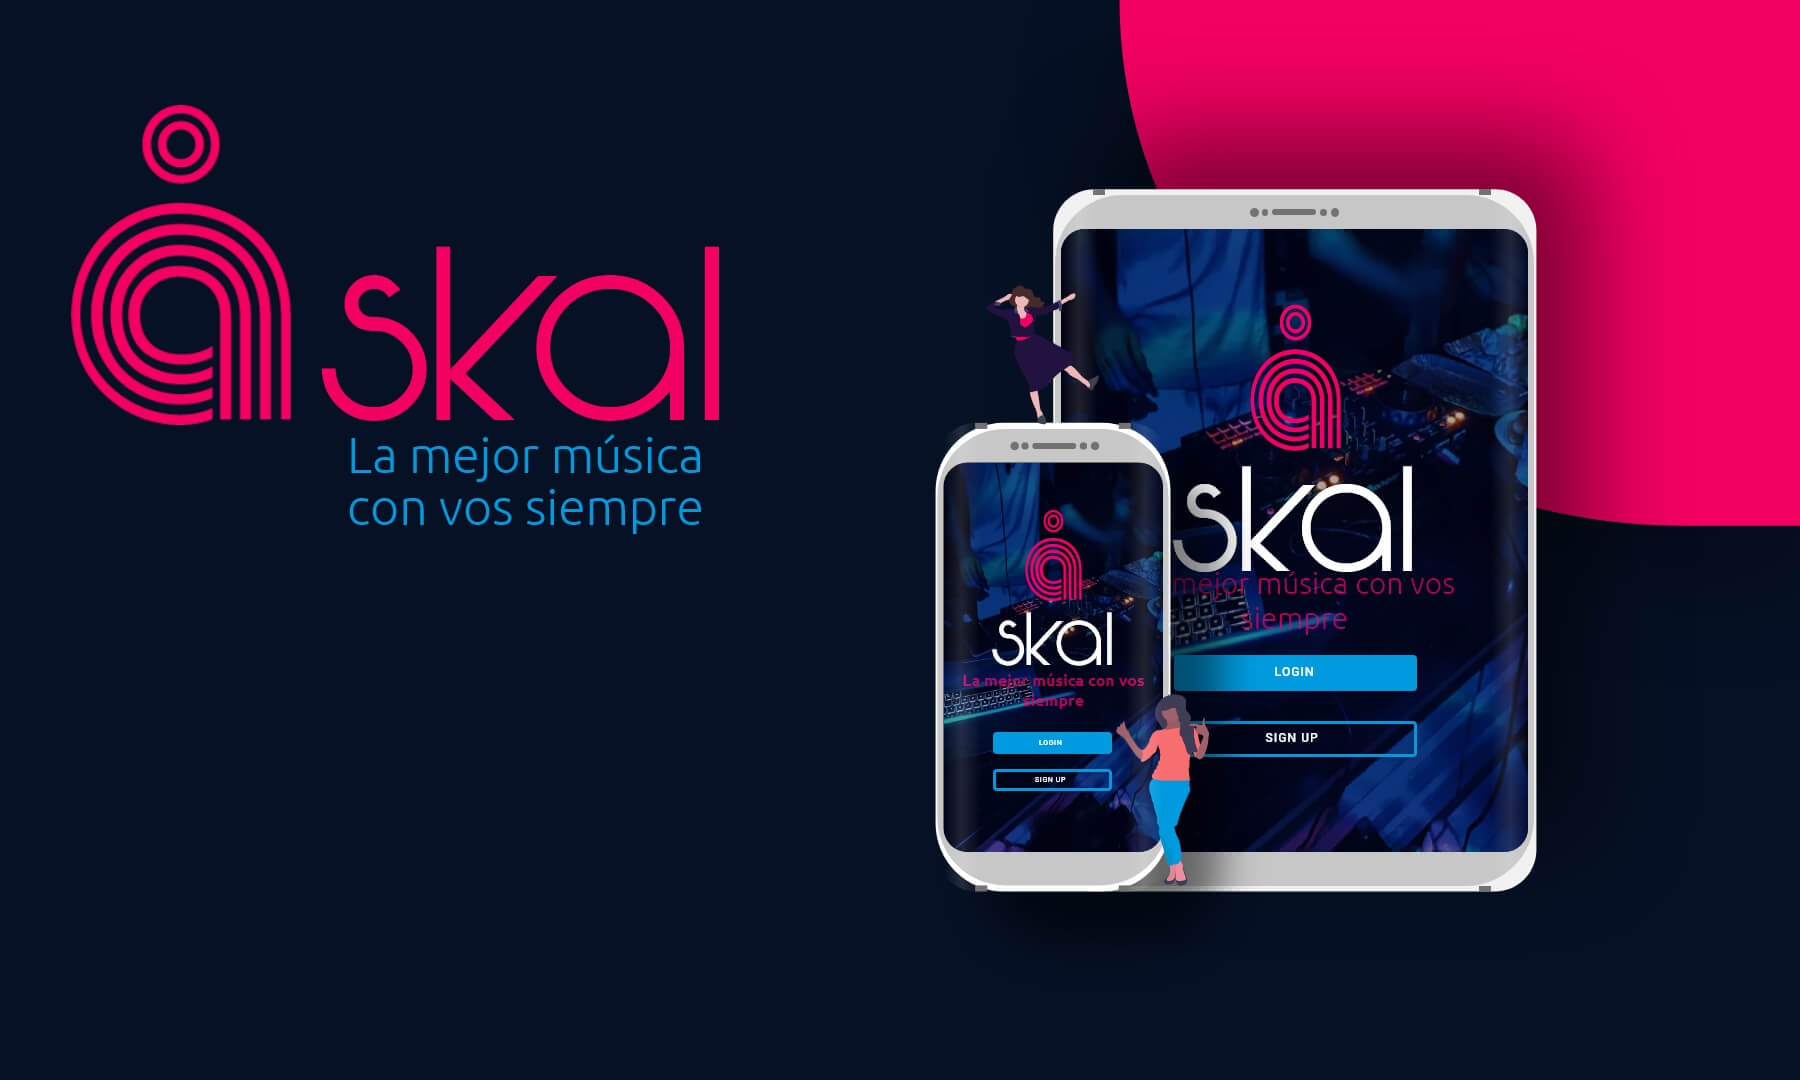 skal
La mejor música
con vos siempre
skal
mejor música con vos
siempre
LOGIN
SIGN UP
skal
La mejor música con vos
siempre
LOGIN
SIGN UP